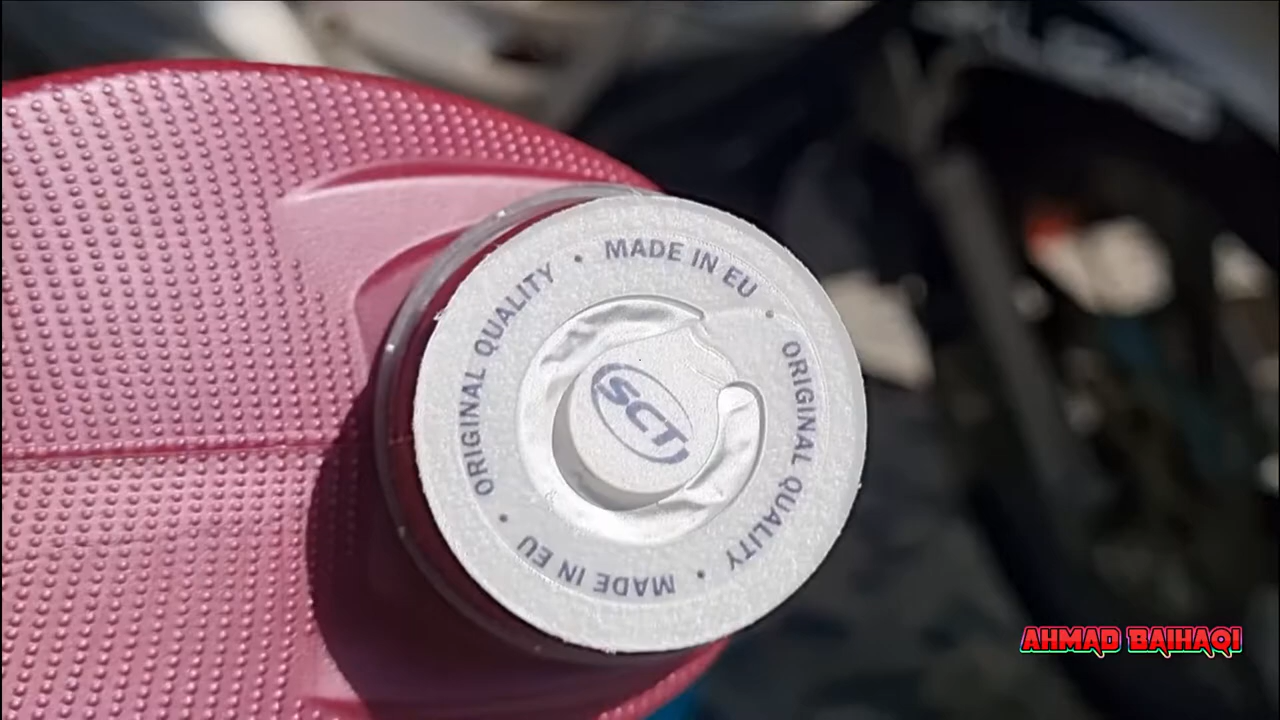 MADE IN EU • ORIGINAL QUALITY • MADE IN EU • ORIGINAL QUALITY •
SCT
AHMAD BAIHAQI